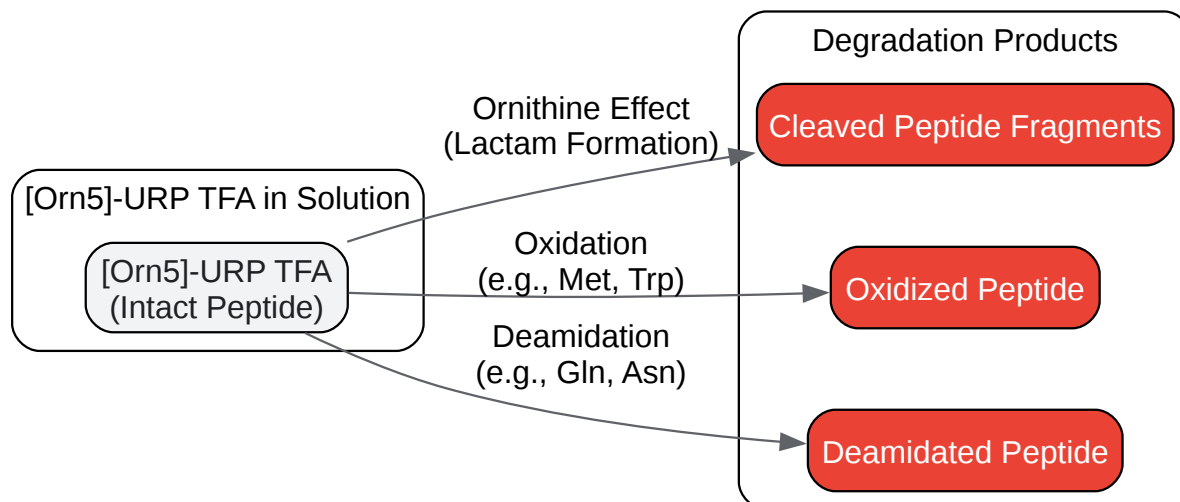 Degradation Products
Ornithine Effect
(Lactam Formation)
Cleaved Peptide Fragments
[Orn5]-URP TFA in Solution
[Orn5]-URP TFA
(Intact Peptide)
Oxidation
(e.g., Met, Trp)
Oxidized Peptide
Deamidation
(e.g., Gln, Asn)
Deamidated Peptide